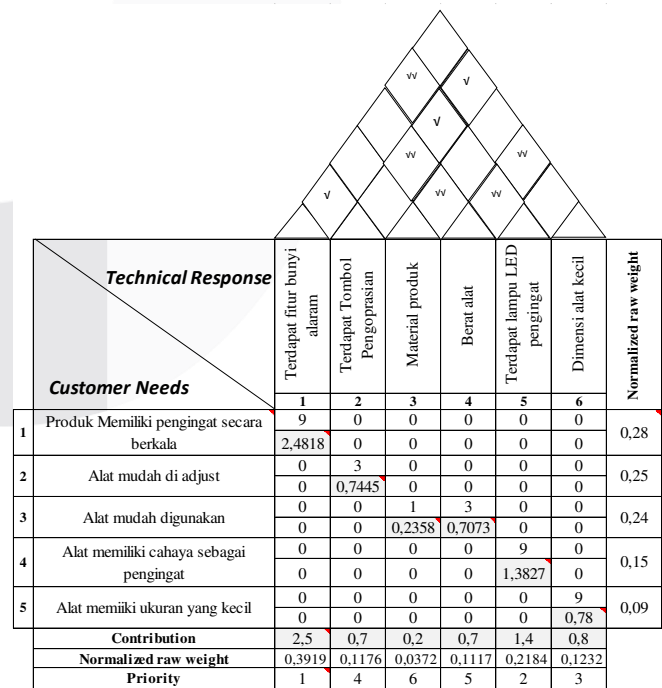 √√
√
√
√√
√√
√
√√
√√
Technical Response
Customer Needs
Terdapat fitur bunyi
alaram
Terdapat Tombol
Pengoprasian
Material produk
Berat alat
Terdapat lampu LED
pengingat
Dimensi alat kecil
Normalized raw weight
1 2 3 4 5 6
1 Produk Memiliki pengingat secara
berkala
9 0 0 0 0 0
2,4818 0 0 0 0 0
0,28
2 Alat mudah di adjust
0 3 0 0 0 0
0 0,7445 0 0 0 0
0,25
3 Alat mudah digunakan
0 0 1 3 0 0
0 0 0,2358 0,7073 0 0
0,24
4 Alat memiliki cahaya sebagai
pengingat
0 0 0 0 9 0
0 0 0 0 1,3827 0
0,15
5 Alat memiiki ukuran yang kecil
0 0 0 0 0 9
0 0 0 0 0 0,78
0,09
Contribution 2,5 0,7 0,2 0,7 1,4 0,8
Normalized raw weight 0,3919 0,1176 0,0372 0,1117 0,2184 0,1232
Priority 1 4 6 5 2 3